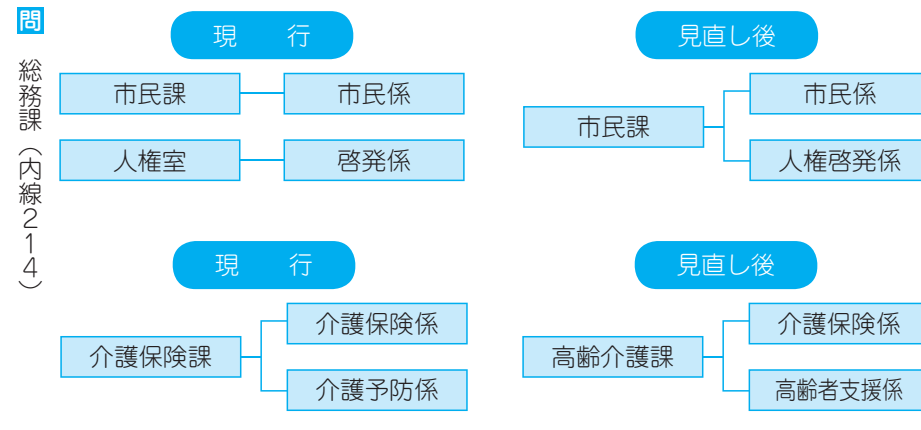 問 総務課(内線214)
現 行
市民課 市民係
人権室 啓発係
見直し後
市民課
市民係
人権啓発係
現 行
介護保険課
介護保険係
介護予防係
見直し後
高齢介護課
介護保険係
高齢者支援係